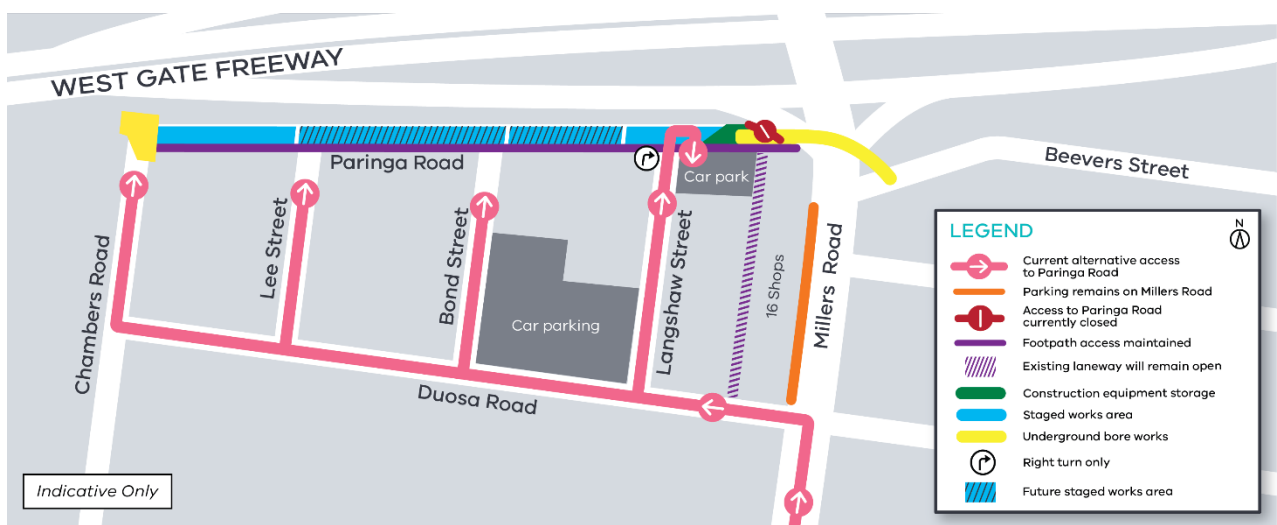 WEST GATE FREEWAY
Paringa Road
Beevers Street
Car park
Chambers Road
Lee Street
Bond Street
Langshaw Street
16 Shops
Millers Road
Car parking
Duosa Road
Indicative Only
LEGEND
N
Current alternative access
to Paringa Road
Parking remains on Millers Road
Access to Paringa Road
currently closed
Footpath access maintained
Existing laneway will remain open
Construction equipment storage
Staged works area
Underground bore works
Right turn only
Future staged works area